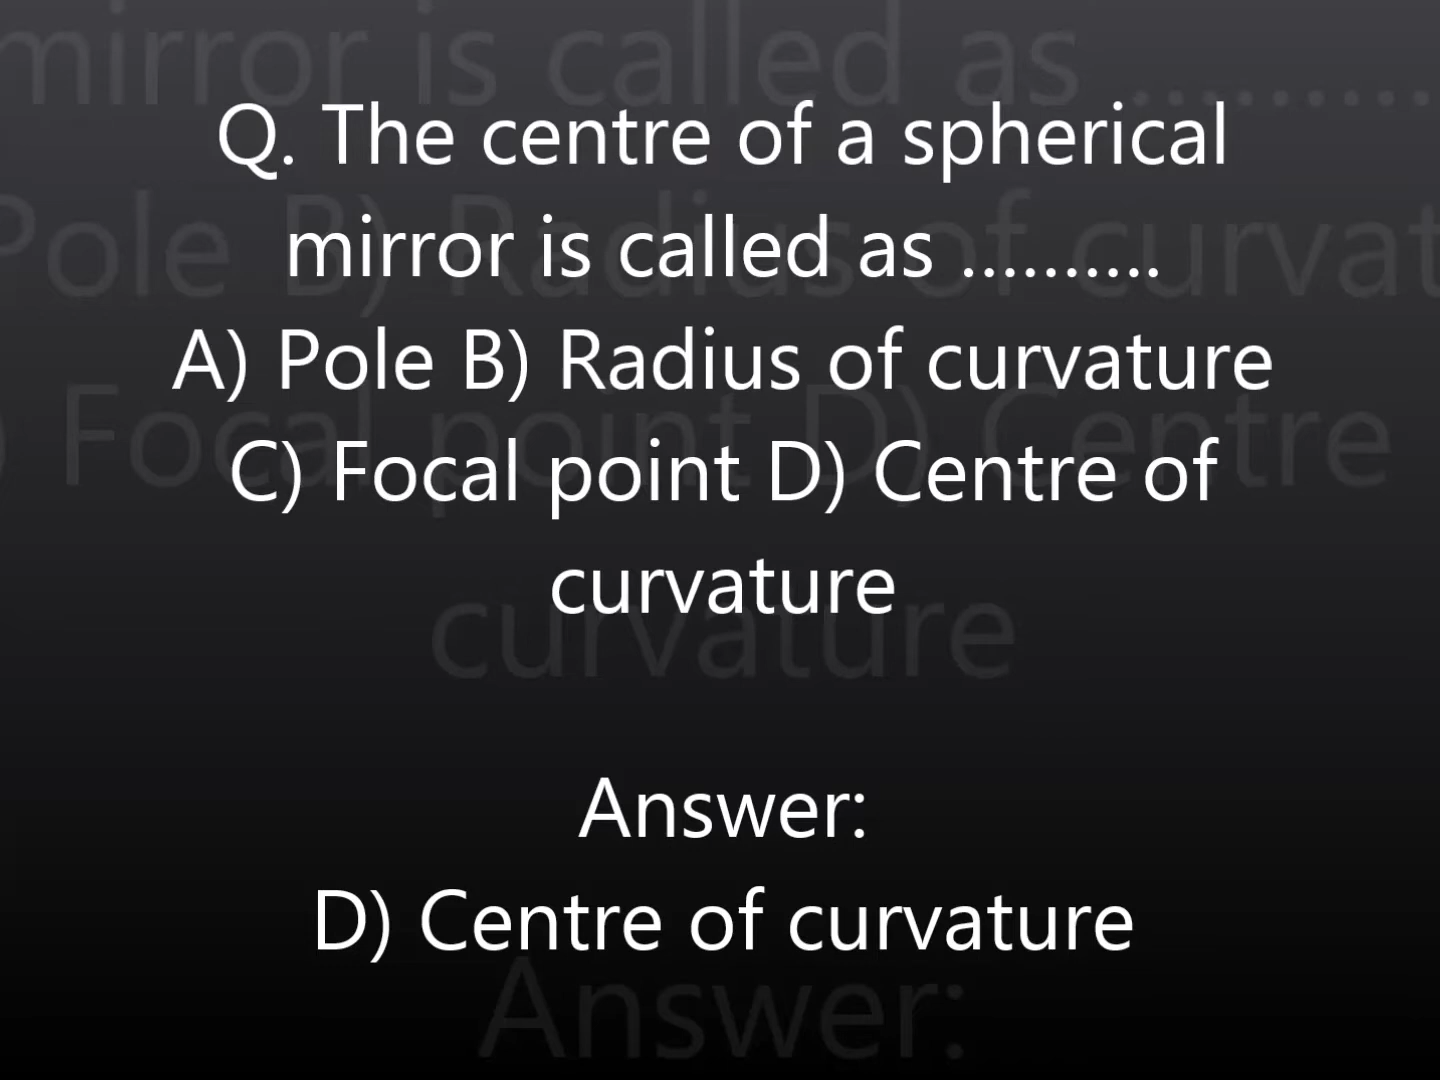 Q. The centre of a spherical
mirror is called as ..........
A) Pole B) Radius of curvature
C) Focal point D) Centre of
curvature
Answer:
D) Centre of curvature